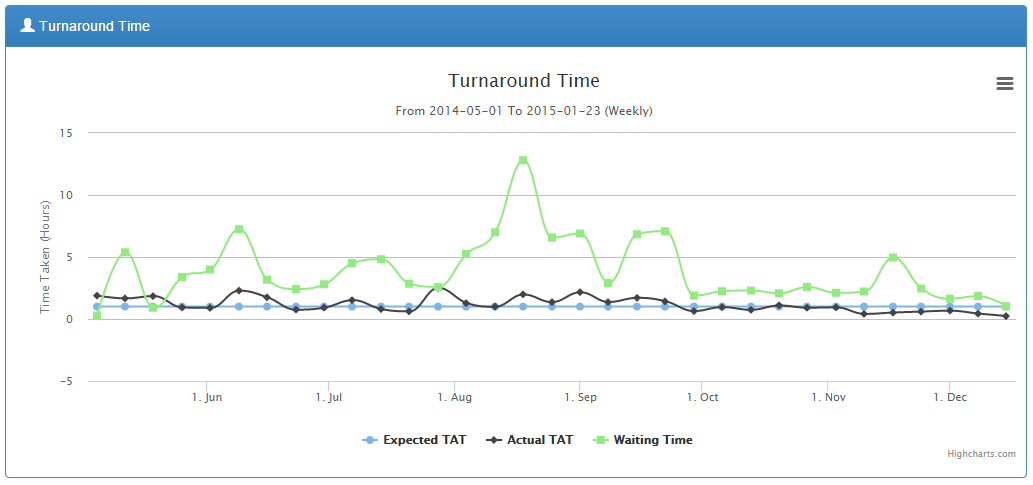 Turnaround Time
Turnaround Time
From 2014-05-01 To 2015-01-23 (Weekly)
Time Taken (Hours)
15
10
5
0
-5
1. Jun 1. Jul 1. Aug 1. Sep 1. Oct 1. Nov 1. Dec
Expected TAT Actual TAT Waiting Time
Highcharts.com